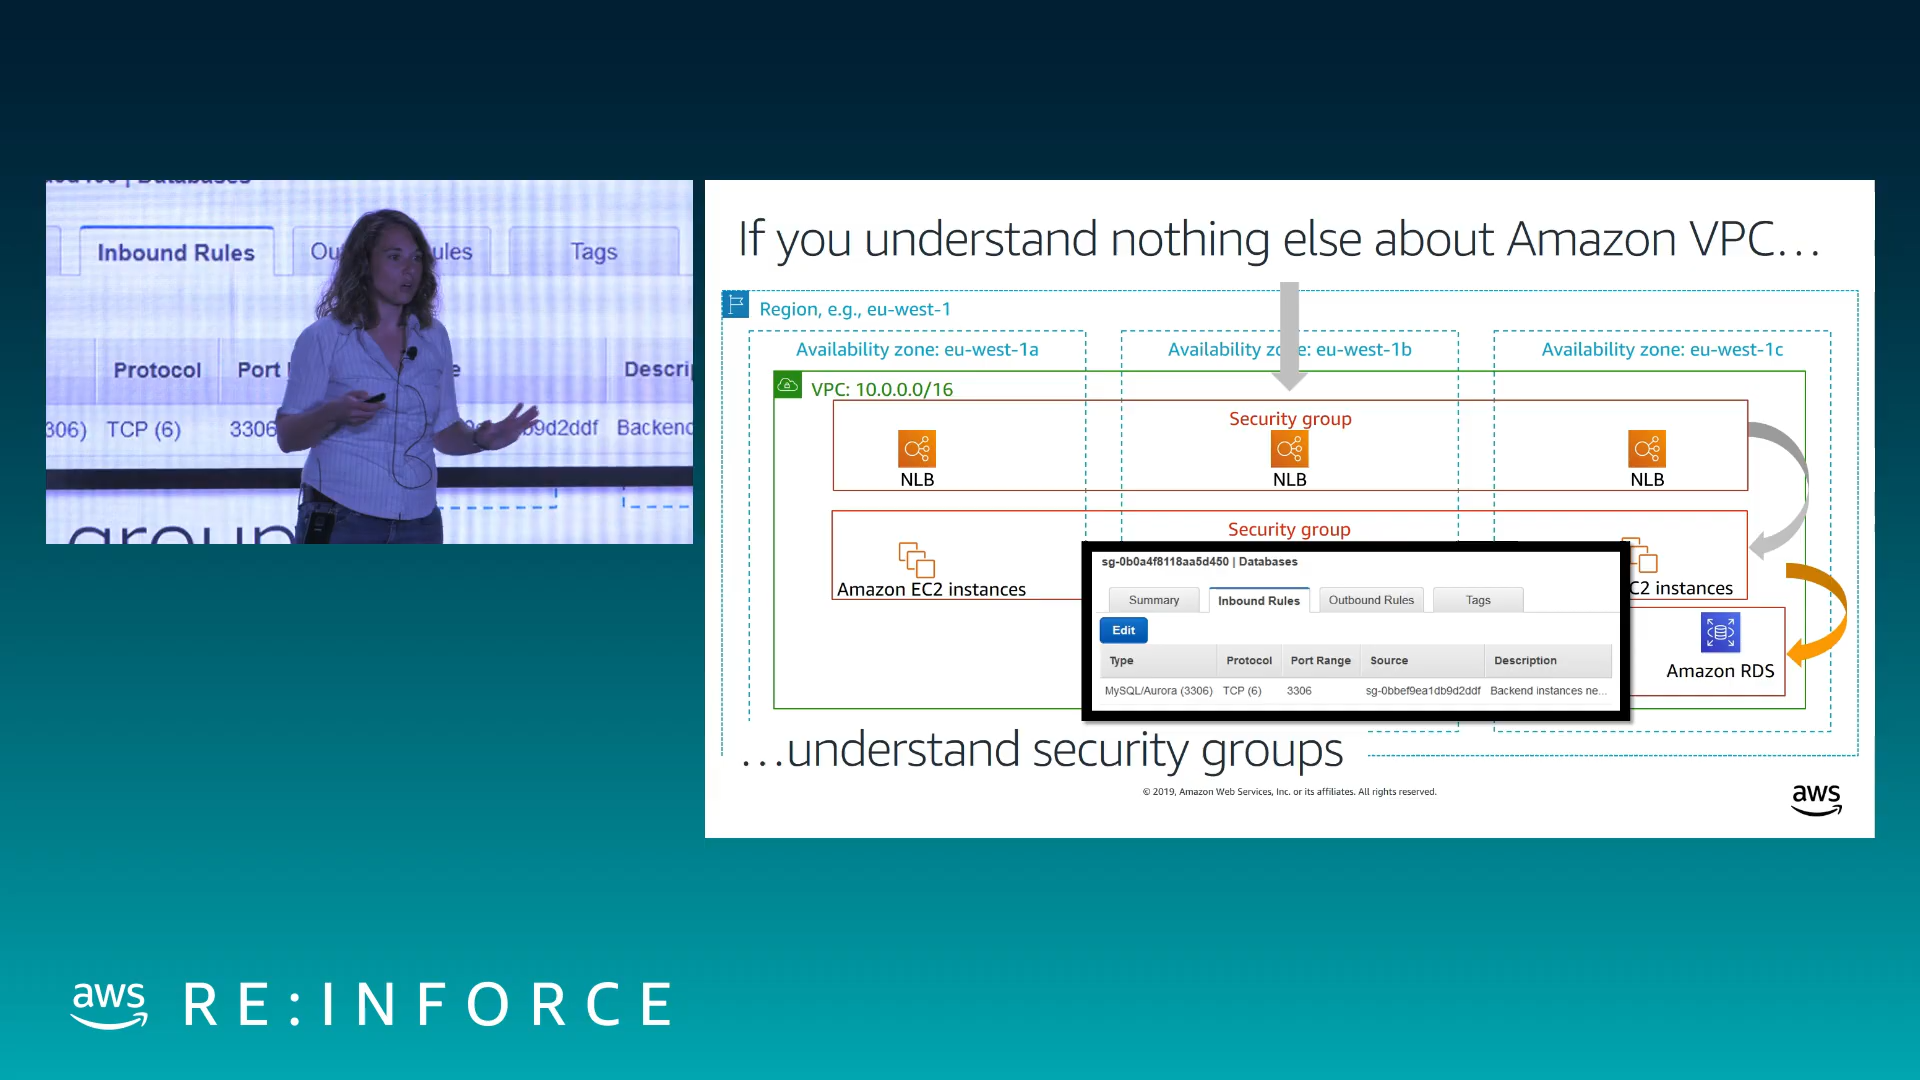 Inbound Rules
Tags
Protocol
Port
306)
TCP (6)
3306
b9d2ddf
group
If you understand nothing else about Amazon VPC...
Region, e.g., eu-west-1
Availability zone: eu-west-1a
Availability zone: eu-west-1b
Availability zone: eu-west-1c
VPC: 10.0.0.0/16
Security group
NLB
NLB
NLB
Security group
Amazon EC2 instances
C2 instances
sg-0b0a4f8118aa5d450 | Databases
Summary
Inbound Rules
Outbound Rules
Tags
Edit
Type
Protocol
Port Range
Source
Description
MySQL/Aurora (3306)
TCP (6)
3306
sg-0bbef9ea1db9d2ddf
Backend instances ne...
Amazon RDS
...understand security groups
© 2019, Amazon Web Services, Inc. or its affiliates. All rights reserved.
aws
aws RE:INFORCE